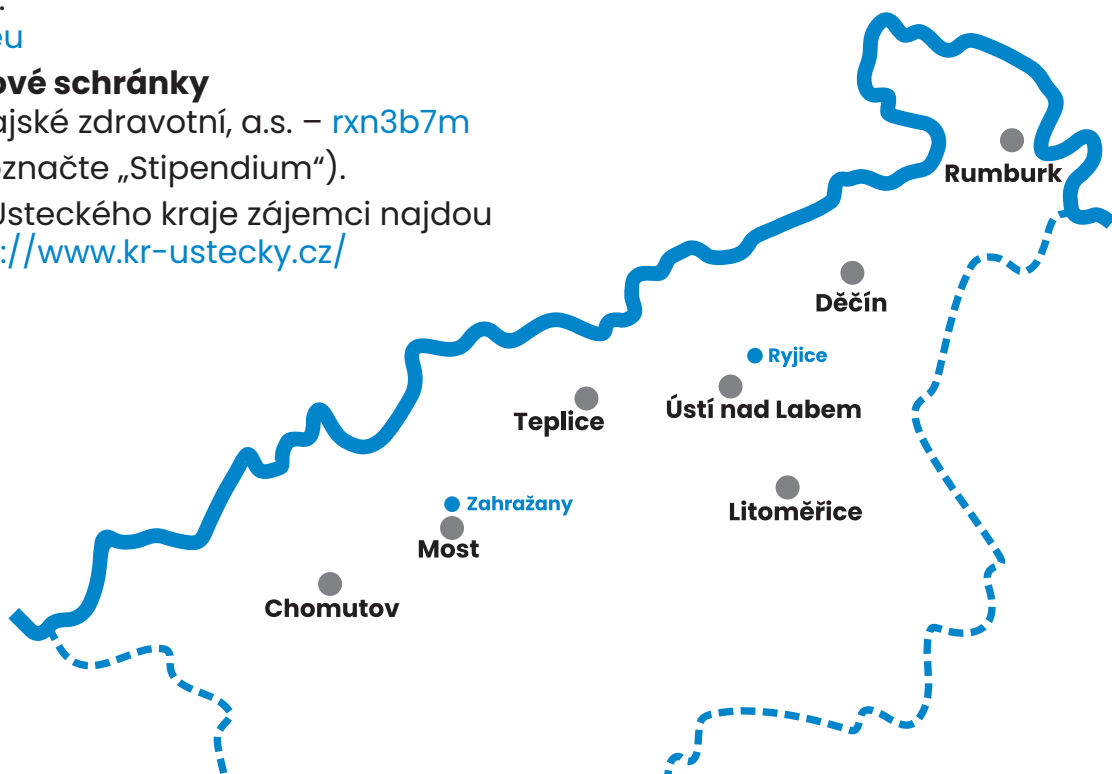 eu
ové schránky
ajské zdravotní, a.s. – rxn3b7m
označte „Stipendium“).
Usteckého kraje zájemci najdou
://www.kr-ustecky.cz/
Rumburk
Děčín
Ryjice
Ústí nad Labem
Teplice
Litoměřice
Zahražany
Most
Chomutov